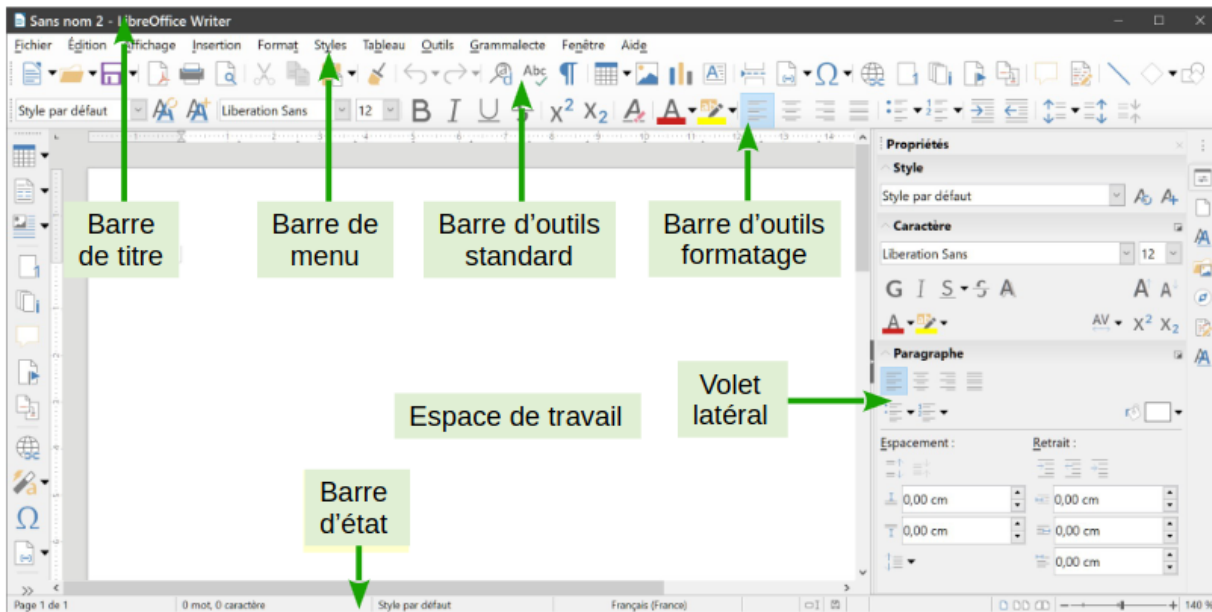 Sans nom 2 - LibreOffice Writer
Fichier Édition Affichage Insertion Format Styles Tableau Outils Grammalecte Fenêtre Aide
Style par défaut Liberation Sans 12
Propriétés
Style
Style par défaut
Caractère
Liberation Sans 12
Paragraphe
Espacement : Retrait :
0,00 cm 0,00 cm
0,00 cm 0,00 cm
0,00 cm
Barre
de titre
Barre de
menu
Barre d’outils
standard
Barre d’outils
formatage
Volet
latéral
Espace de travail
Barre
d’état
Page 1 de 1 0 mot, 0 caractère Style par défaut Français (France) 140 %